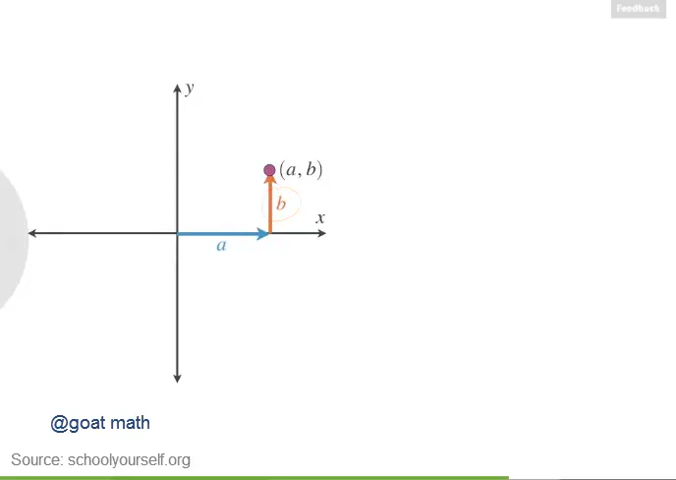 Feedback
y
(a, b)
b
x
a
@goat math
Source: schoolyourself.org